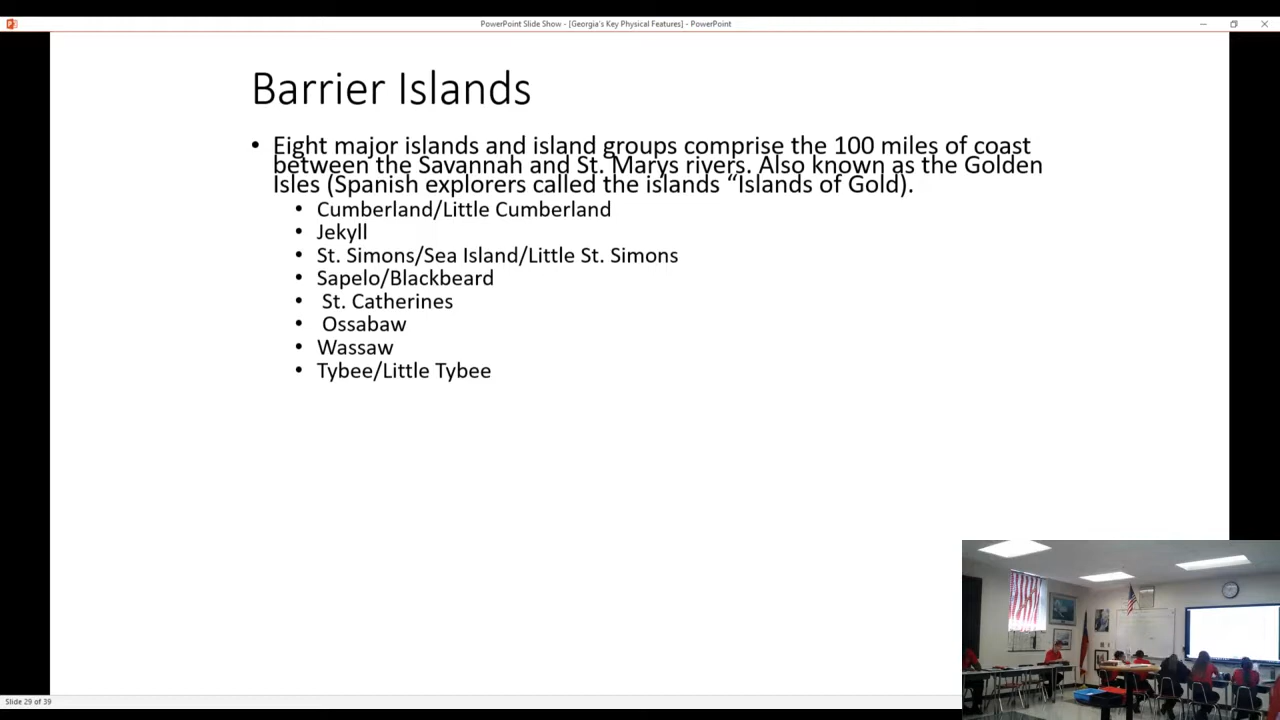 PowerPoint Slide Show - [Georgia's Key Physical Features] - PowerPoint
Barrier Islands
• Eight major islands and island groups comprise the 100 miles of coast
between the Savannah and St. Marys rivers. Also known as the Golden
Isles (Spanish explorers called the islands “Islands of Gold).
• Cumberland/Little Cumberland
• Jekyll
• St. Simons/Sea Island/Little St. Simons
• Sapelo/Blackbeard
• St. Catherines
• Ossabaw
• Wassaw
• Tybee/Little Tybee
Slide 29 of 39